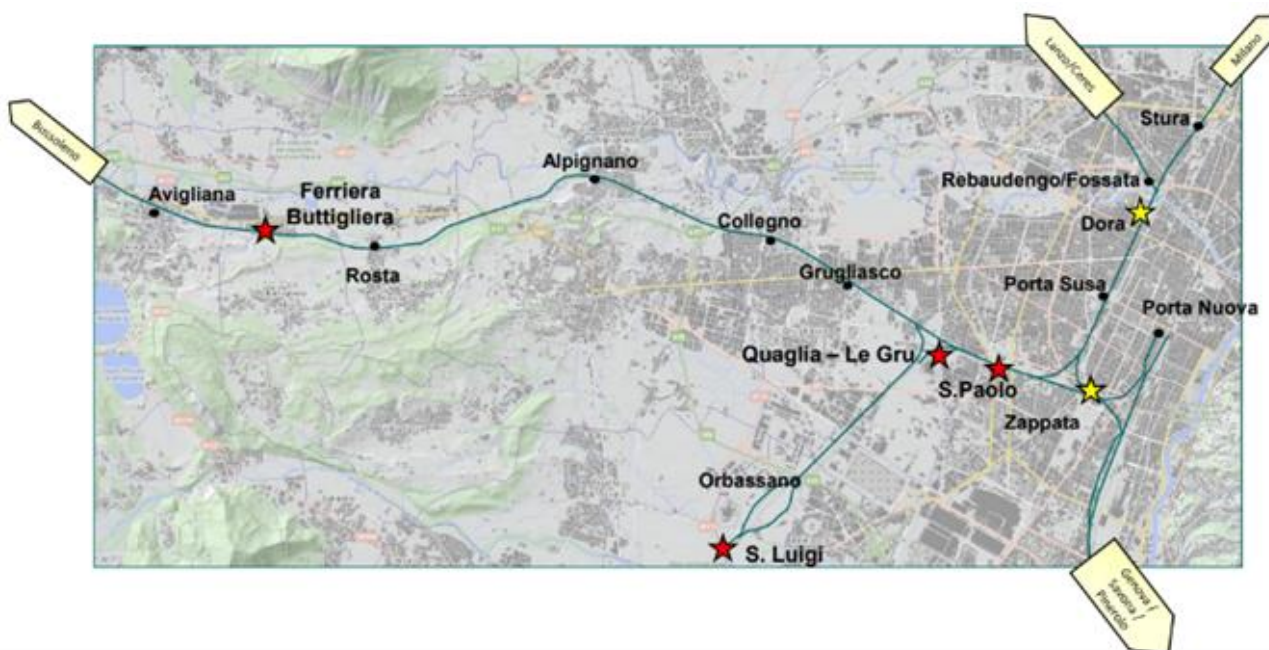 Lanzo/Ceres
Milano
Bussoleno
Stura
Alpignano
Rebaudengo/Fossata
Avigliana
Ferriera
Buttigliera
Dora
Collegno
Rosta
Grugliasco
Porta Susa
Porta Nuova
Quaglia – Le Gru
S.Paolo
Zappata
Orbassano
S. Luigi
Genova /
Savona /
Pinerolo